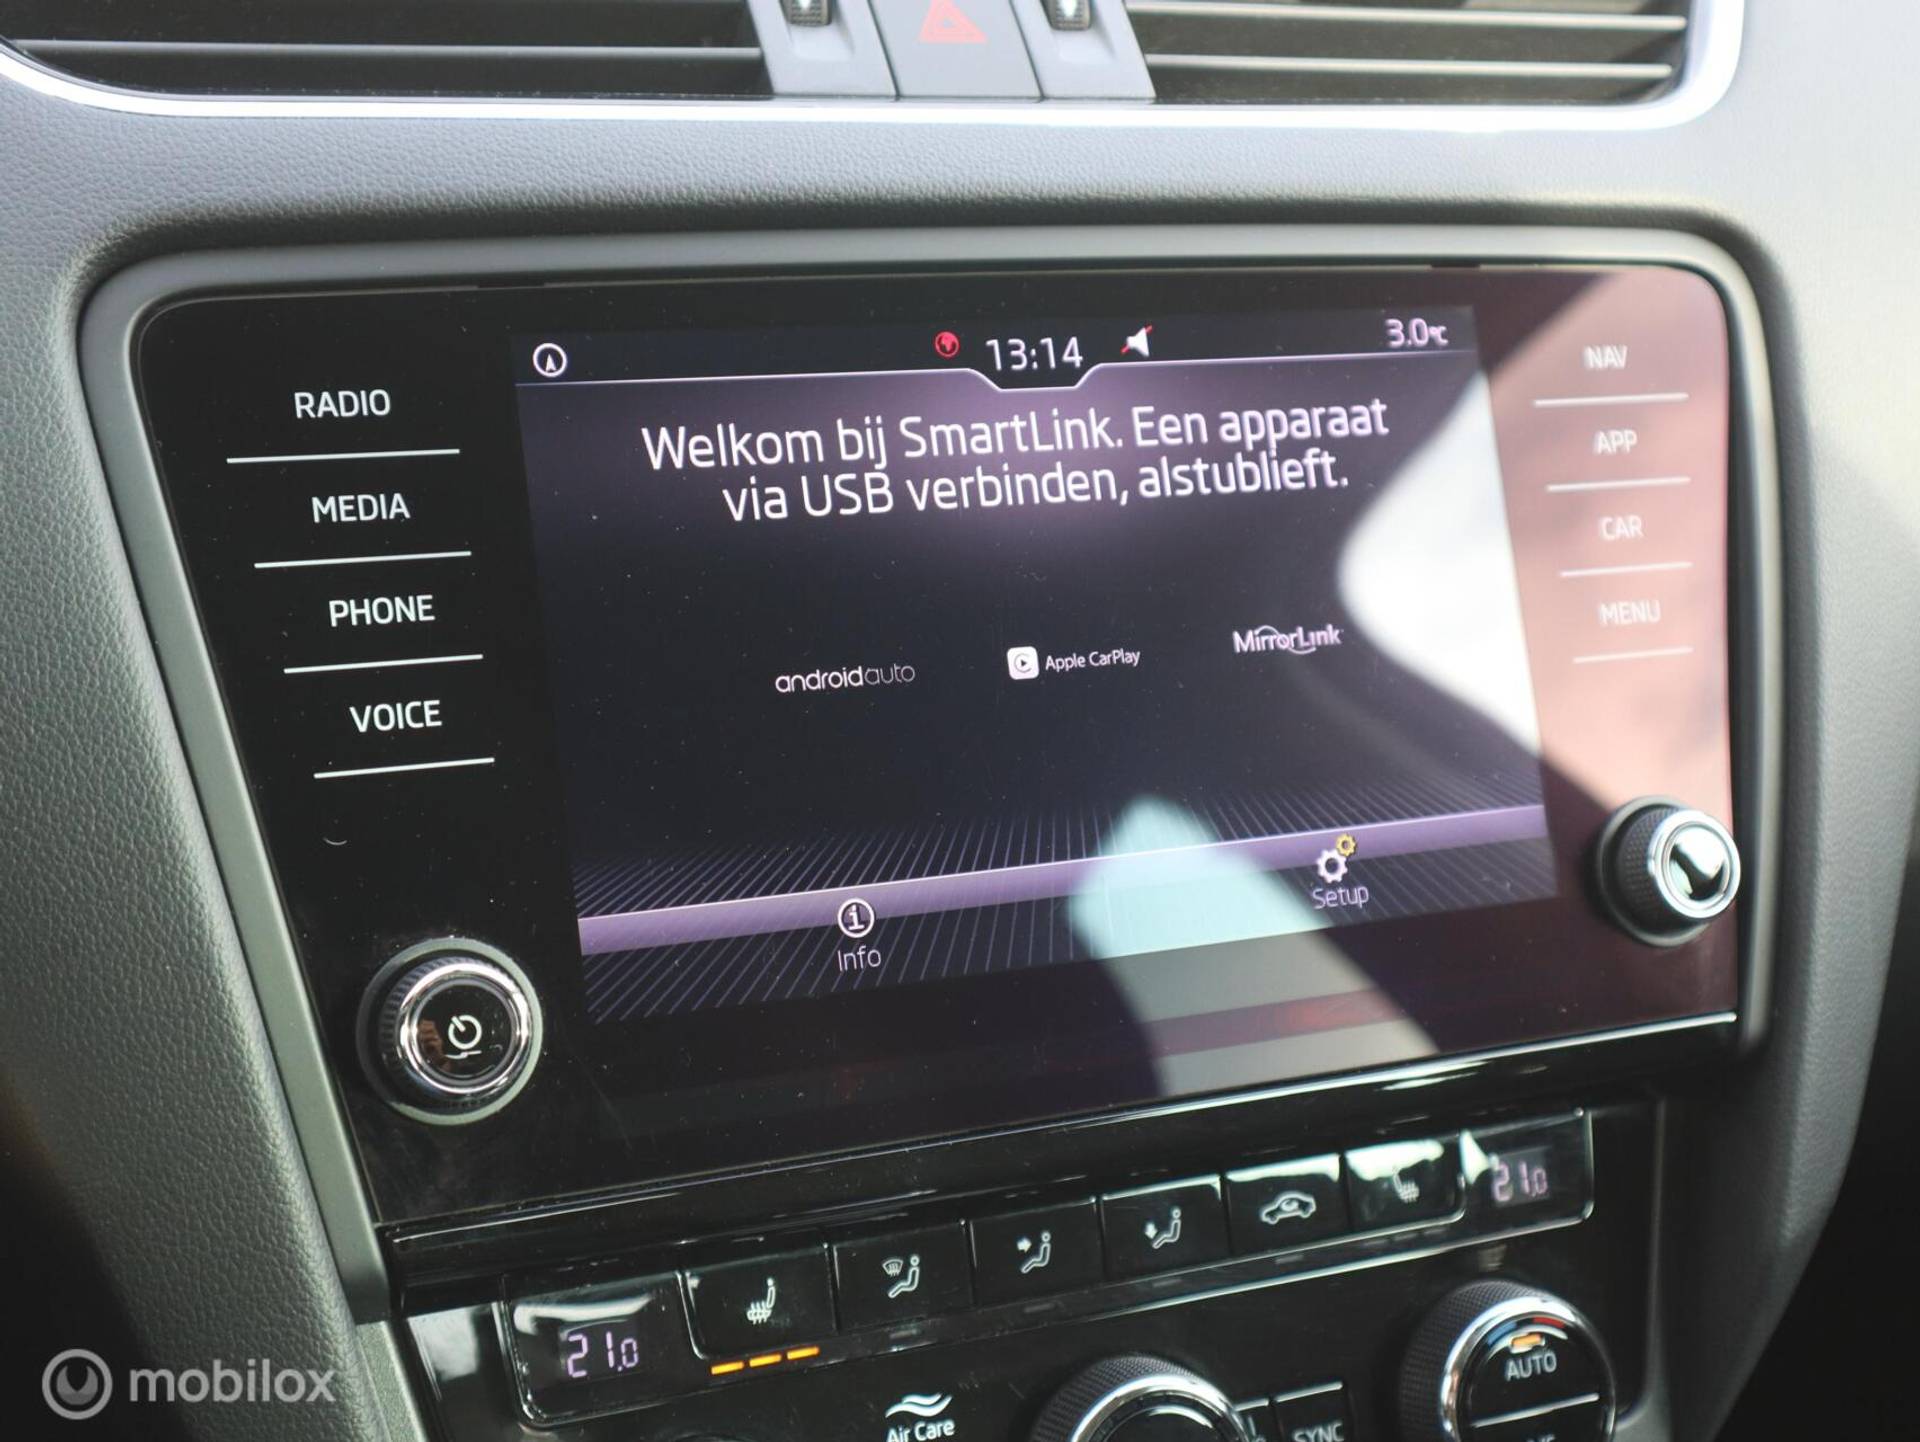 RADIO
MEDIA
PHONE
VOICE
13:14
3.0°C
Welkom bij SmartLink. Een apparaat
via USB verbinden, alstublieft.
androidauto
Apple CarPlay
MirrorLink
Info
Setup
NAV
APP
CAR
MENU
21.0
21.0
Air Care
SYNC
AUTO
mobilox